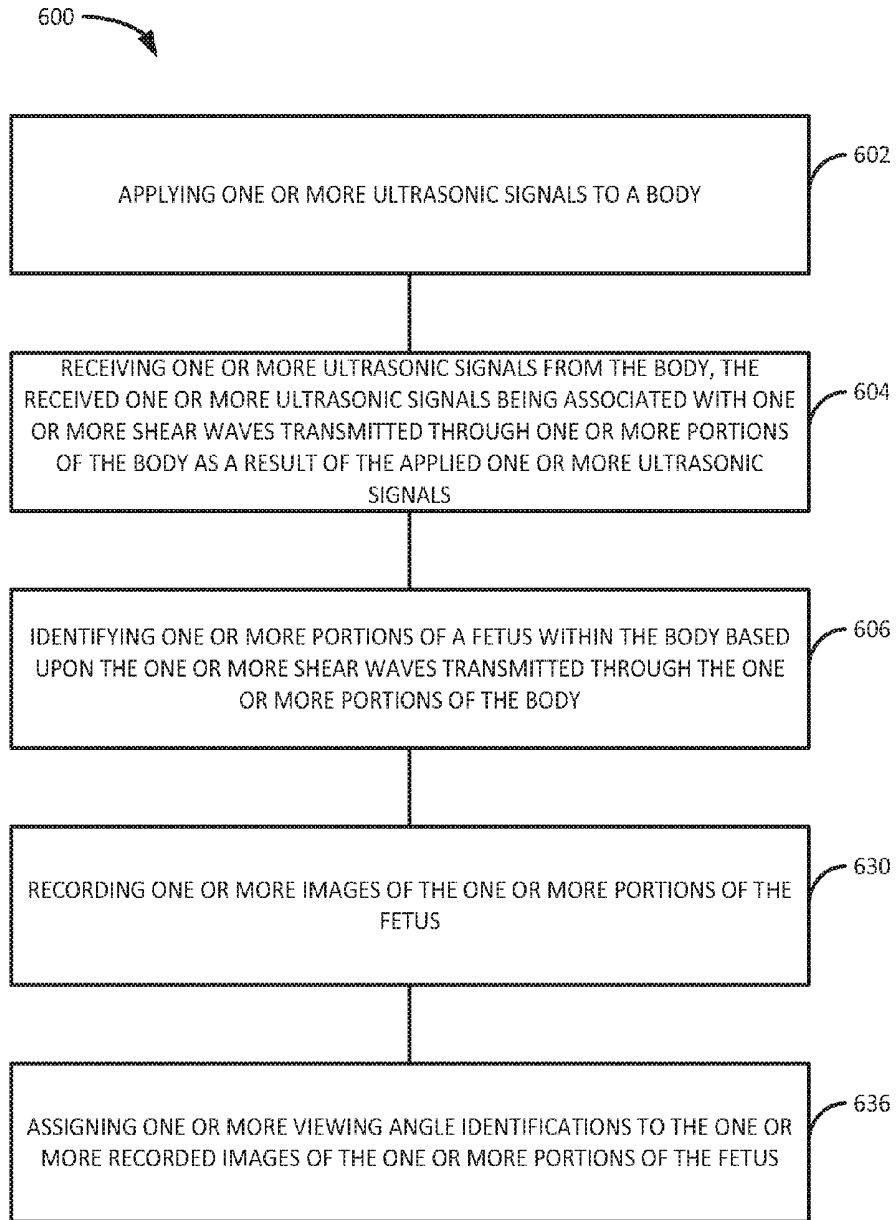 600
APPLYING ONE OR MORE ULTRASONIC SIGNALS TO A BODY
602
RECEIVING ONE OR MORE ULTRASONIC SIGNALS FROM THE BODY, THE
RECEIVED ONE OR MORE ULTRASONIC SIGNALS BEING ASSOCIATED WITH ONE
OR MORE SHEAR WAVES TRANSMITTED THROUGH ONE OR MORE PORTIONS
OF THE BODY AS A RESULT OF THE APPLIED ONE OR MORE ULTRASONIC
SIGNALS
604
IDENTIFYING ONE OR MORE PORTIONS OF A FETUS WITHIN THE BODY BASED
UPON THE ONE OR MORE SHEAR WAVES TRANSMITTED THROUGH THE ONE
OR MORE PORTIONS OF THE BODY
606
RECORDING ONE OR MORE IMAGES OF THE ONE OR MORE PORTIONS OF THE
FETUS
630
ASSIGNING ONE OR MORE VIEWING ANGLE IDENTIFICATIONS TO THE ONE OR
MORE RECORDED IMAGES OF THE ONE OR MORE PORTIONS OF THE FETUS
636